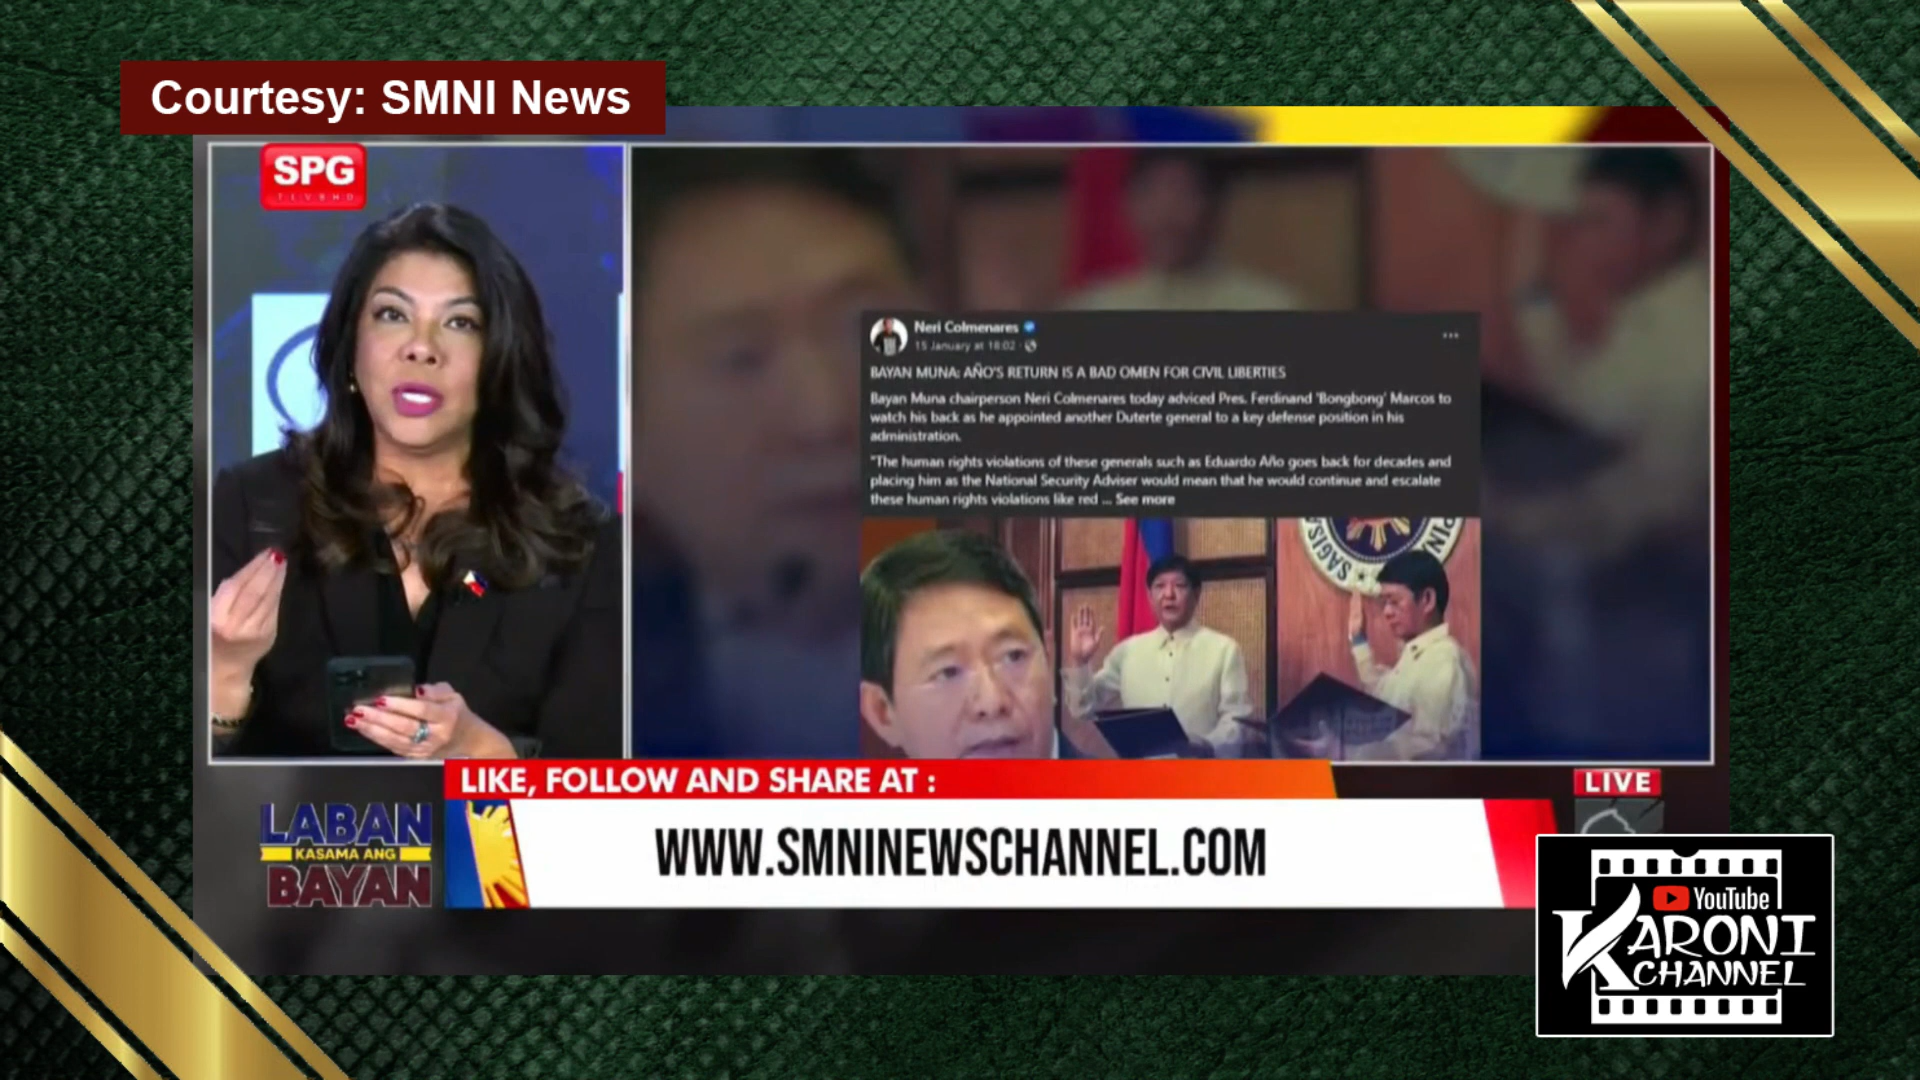 Courtesy: SMNI News
SPG
Neri Colmenares
15 January at 18:02
BAYAN MUNA: AÑO'S RETURN IS A BAD OMEN FOR CIVIL LIBERTIES
Bayan Muna chairperson Neri Colmenares today adviced Pres. Ferdinand 'Bongbong' Marcos to
watch his back as he appointed another Duterte general to a key defense position in his
administration.
"The human rights violations of these generals such as Eduardo Año goes back for decades and
placing him as the National Security Adviser would mean that he would continue and escalate
these human rights violations like red ... See more
SAGIS
PIN
LIKE, FOLLOW AND SHARE AT :
LIVE
LABAN
KASAMA ANG
BAYAN
WWW.SMNINEWSCHANNEL.COM
YouTube
KARONI
CHANNEL